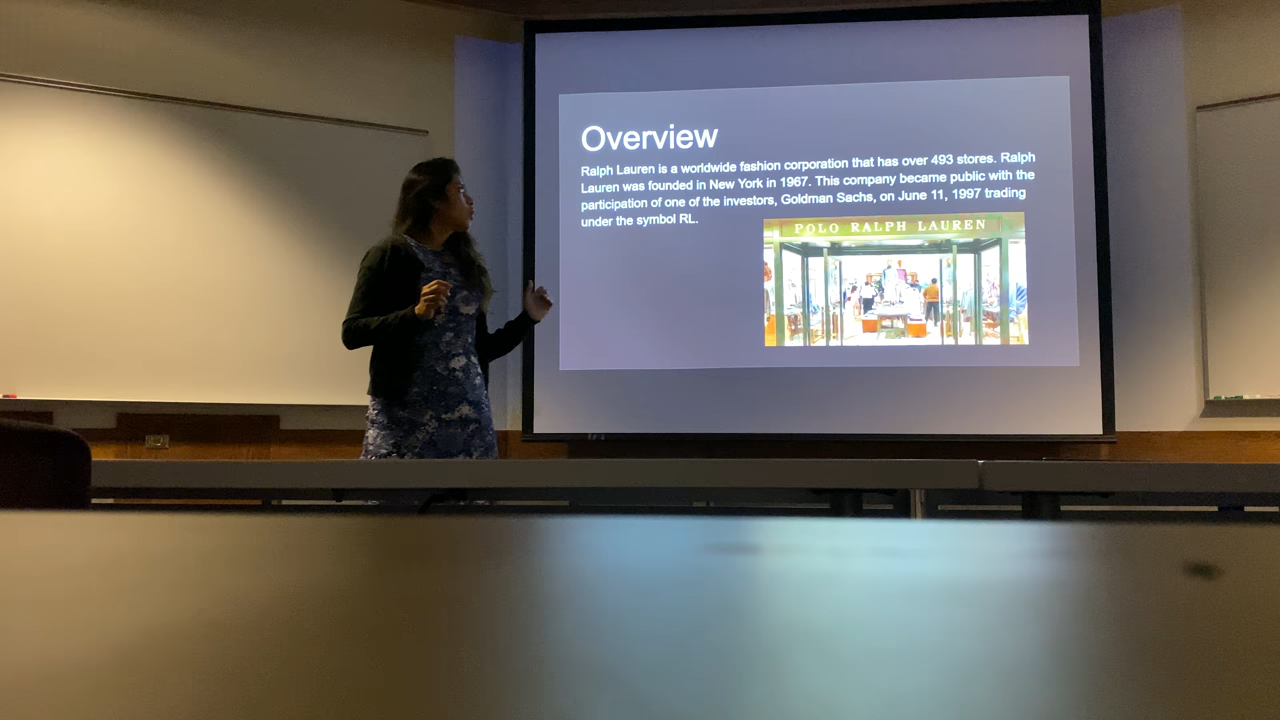 Overview
Ralph Lauren is a worldwide fashion corporation that has over 493 stores. Ralph
Lauren was founded in New York in 1967. This company became public with the
participation of one of the investors, Goldman Sachs, on June 11, 1997 trading
under the symbol RL.
POLO RALPH LAUREN